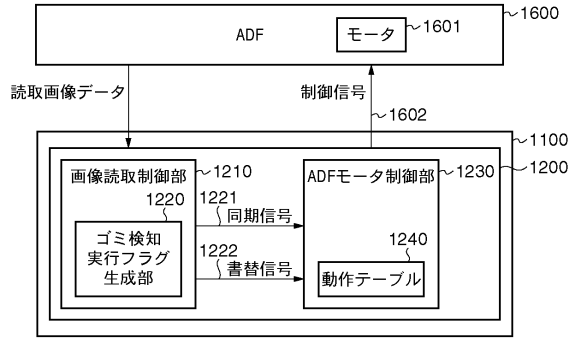 1600
ADF
モータ
1601
読取画像データ
制御信号
1602
1100
1200
画像読取制御部
1210
1220
ゴミ検知
実行フラグ
生成部
1221
同期信号
1222
書替信号
ADFモータ制御部
1230
1240
動作テーブル